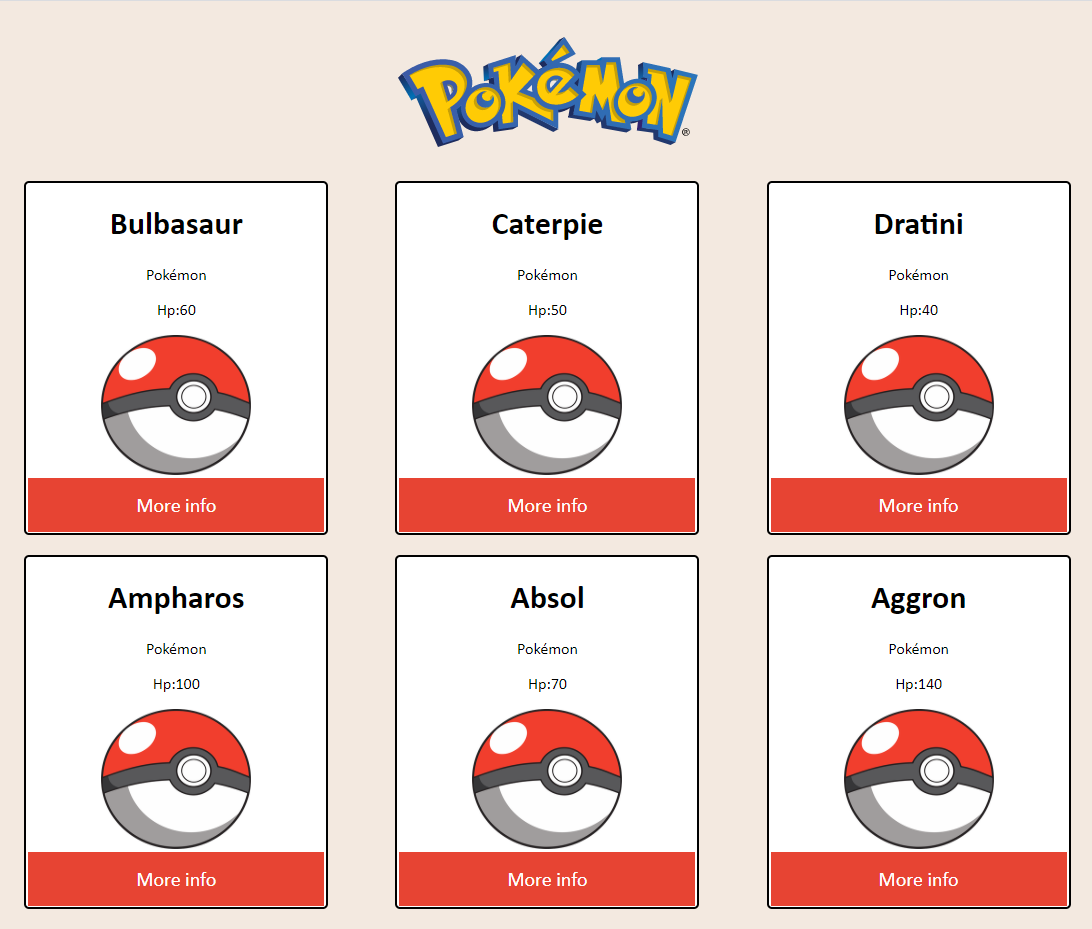 Pokémon
®
Bulbasaur
Pokémon
Hp:60
More info
Caterpie
Pokémon
Hp:50
More info
Dratini
Pokémon
Hp:40
More info
Ampharos
Pokémon
Hp:100
More info
Absol
Pokémon
Hp:70
More info
Aggron
Pokémon
Hp:140
More info